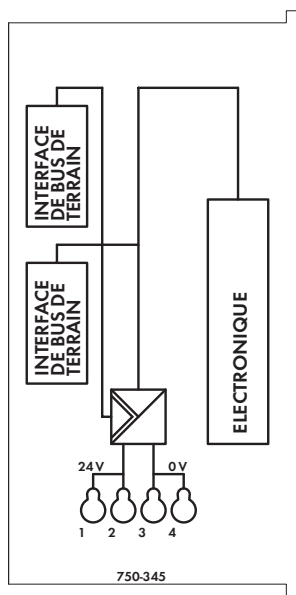 INTERFACE
DE BUS DE
TERRAIN
INTERFACE
DE BUS DE
TERRAIN
ELECTRONIQUE
24 V
0 V
1
2
3
4
750-345